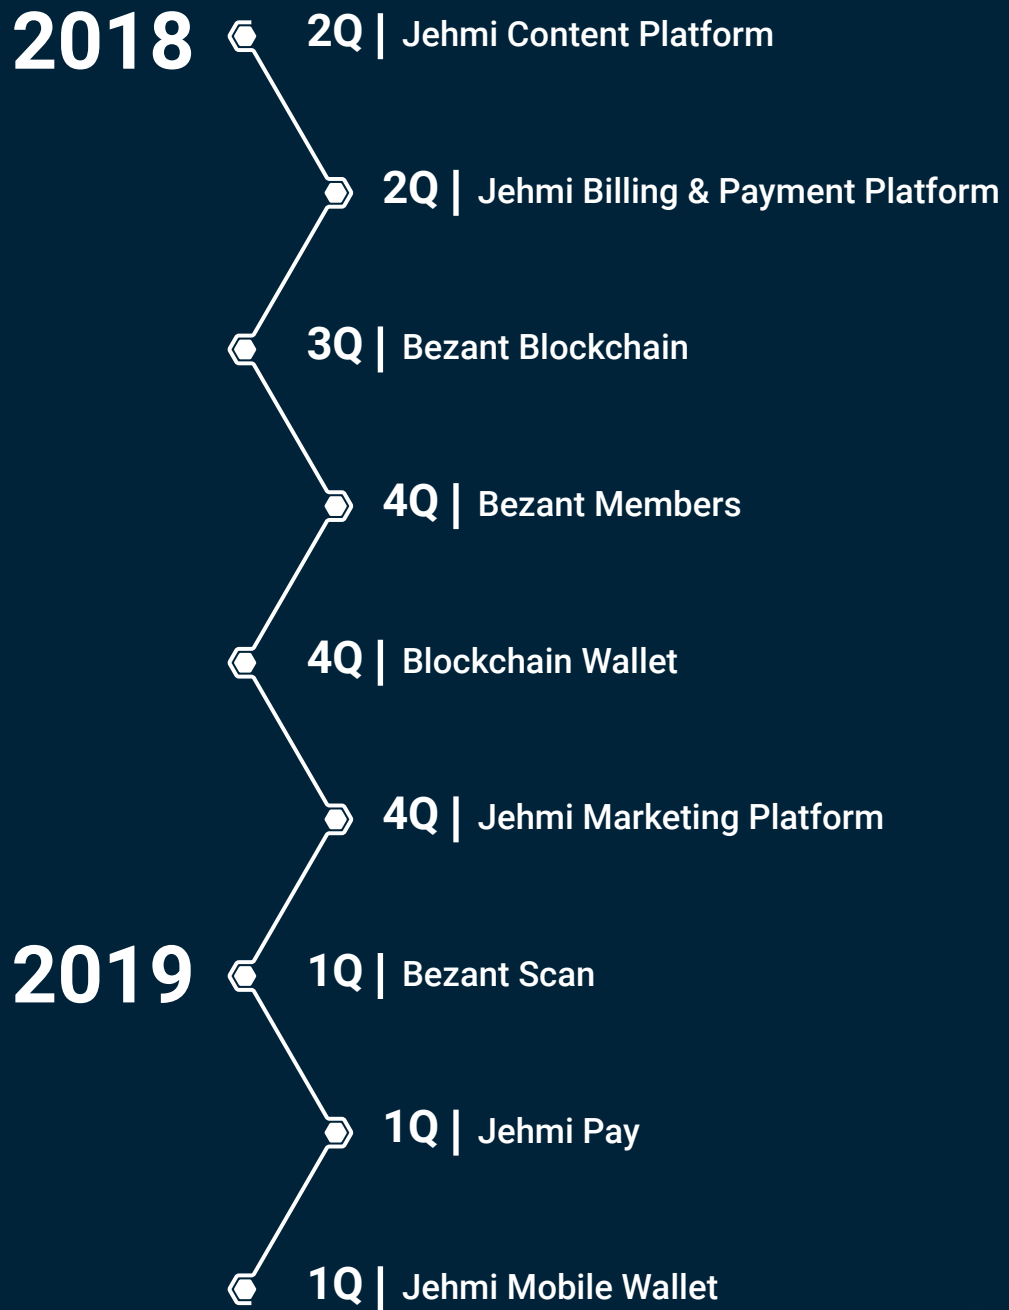 2018 2Q | Jehmi Content Platform
2Q | Jehmi Billing & Payment Platform
3Q | Bezant Blockchain
4Q | Bezant Members
4Q | Blockchain Wallet
4Q | Jehmi Marketing Platform
2019 1Q | Bezant Scan
1Q | Jehmi Pay
1Q | Jehmi Mobile Wallet